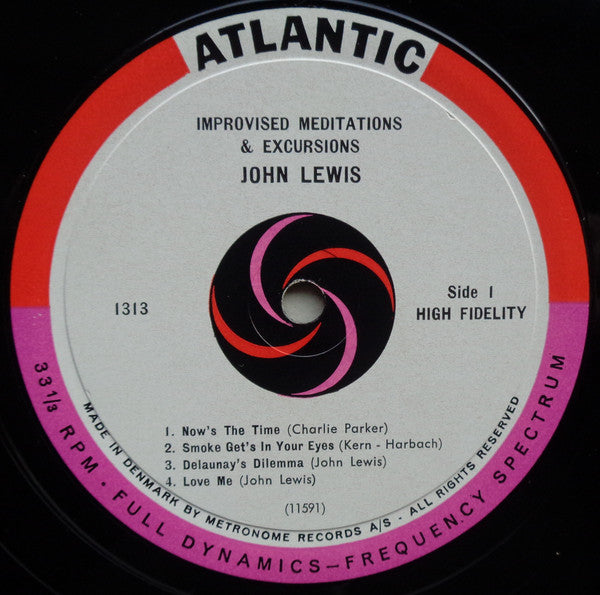 ATLANTIC
IMPROVISED MEDITATIONS
& EXCURSIONS
JOHN LEWIS
1313
Side 1
HIGH FIDELITY
1. Now's The Time (Charlie Parker)
2. Smoke Get's In Your Eyes (Kern - Harbach)
3. Delaunay's Dilemma (John Lewis)
4. Love Me (John Lewis)
(11591)
MADE IN DENMARK BY METRONOME RECORDS A/S - ALL RIGHTS RESERVED
33 1/3 RPM · FULL DYNAMICS—FREQUENCY SPECTRUM